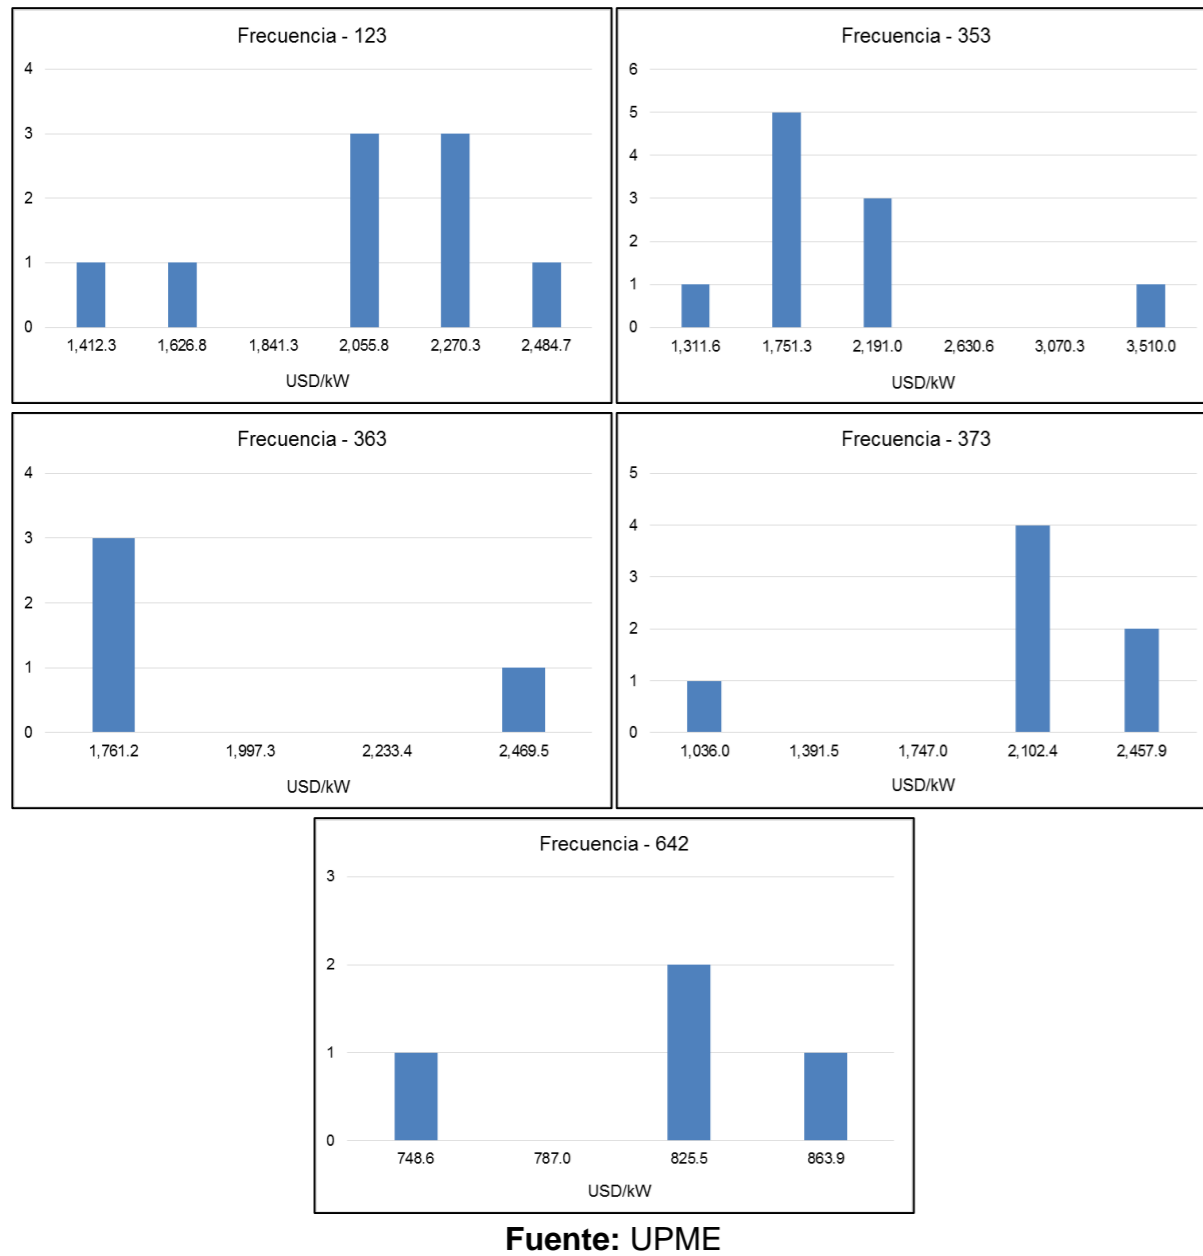 Frecuencia - 123
4
3
2
1
0
1,412.3 1,626.8 1,841.3 2,055.8 2,270.3 2,484.7
USD/kW
Frecuencia - 353
6
5
4
3
2
1
0
1,311.6 1,751.3 2,191.0 2,630.6 3,070.3 3,510.0
USD/kW
Frecuencia - 363
4
3
2
1
0
1,761.2 1,997.3 2,233.4 2,469.5
USD/kW
Frecuencia - 373
5
4
3
2
1
0
1,036.0 1,391.5 1,747.0 2,102.4 2,457.9
USD/kW
Frecuencia - 642
3
2
1
0
748.6 787.0 825.5 863.9
USD/kW
Fuente: UPME